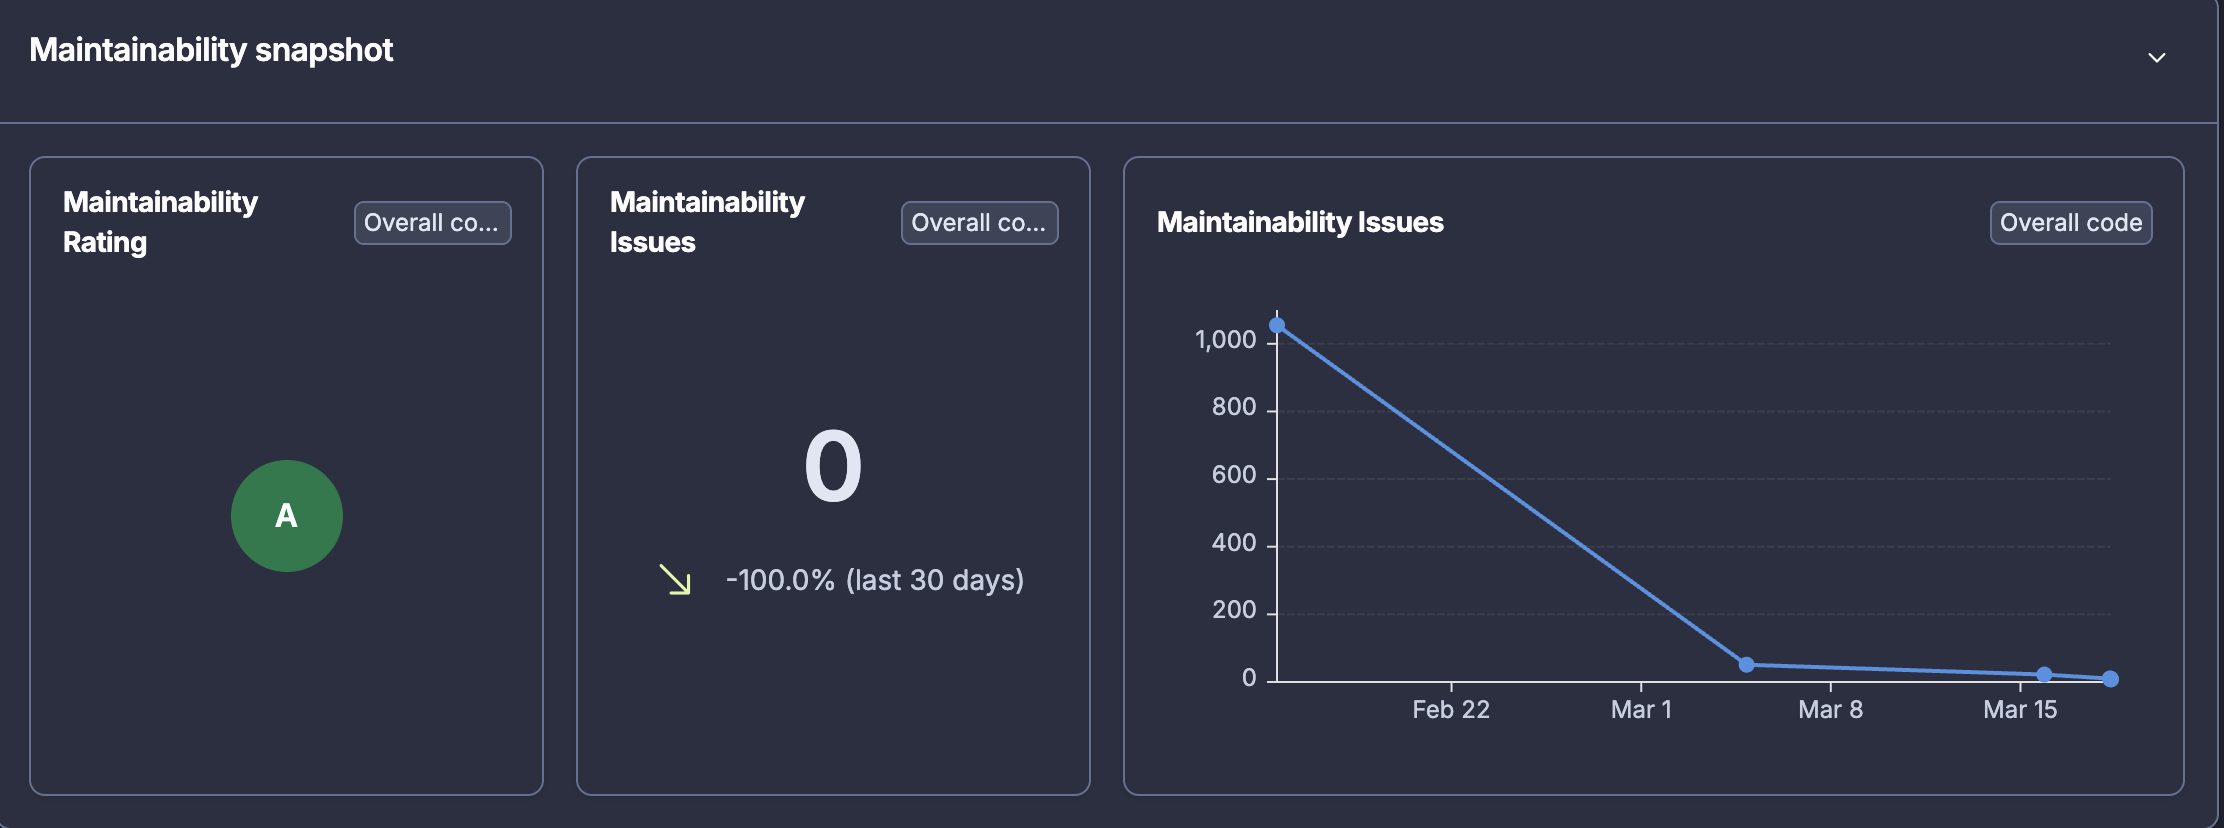 Maintainability snapshot
Maintainability
Rating
Overall co...
A
Maintainability
Issues
Overall co...
0
-100.0% (last 30 days)
Maintainability Issues
Overall code
1,000
800
600
400
200
0
Feb 22
Mar 1
Mar 8
Mar 15